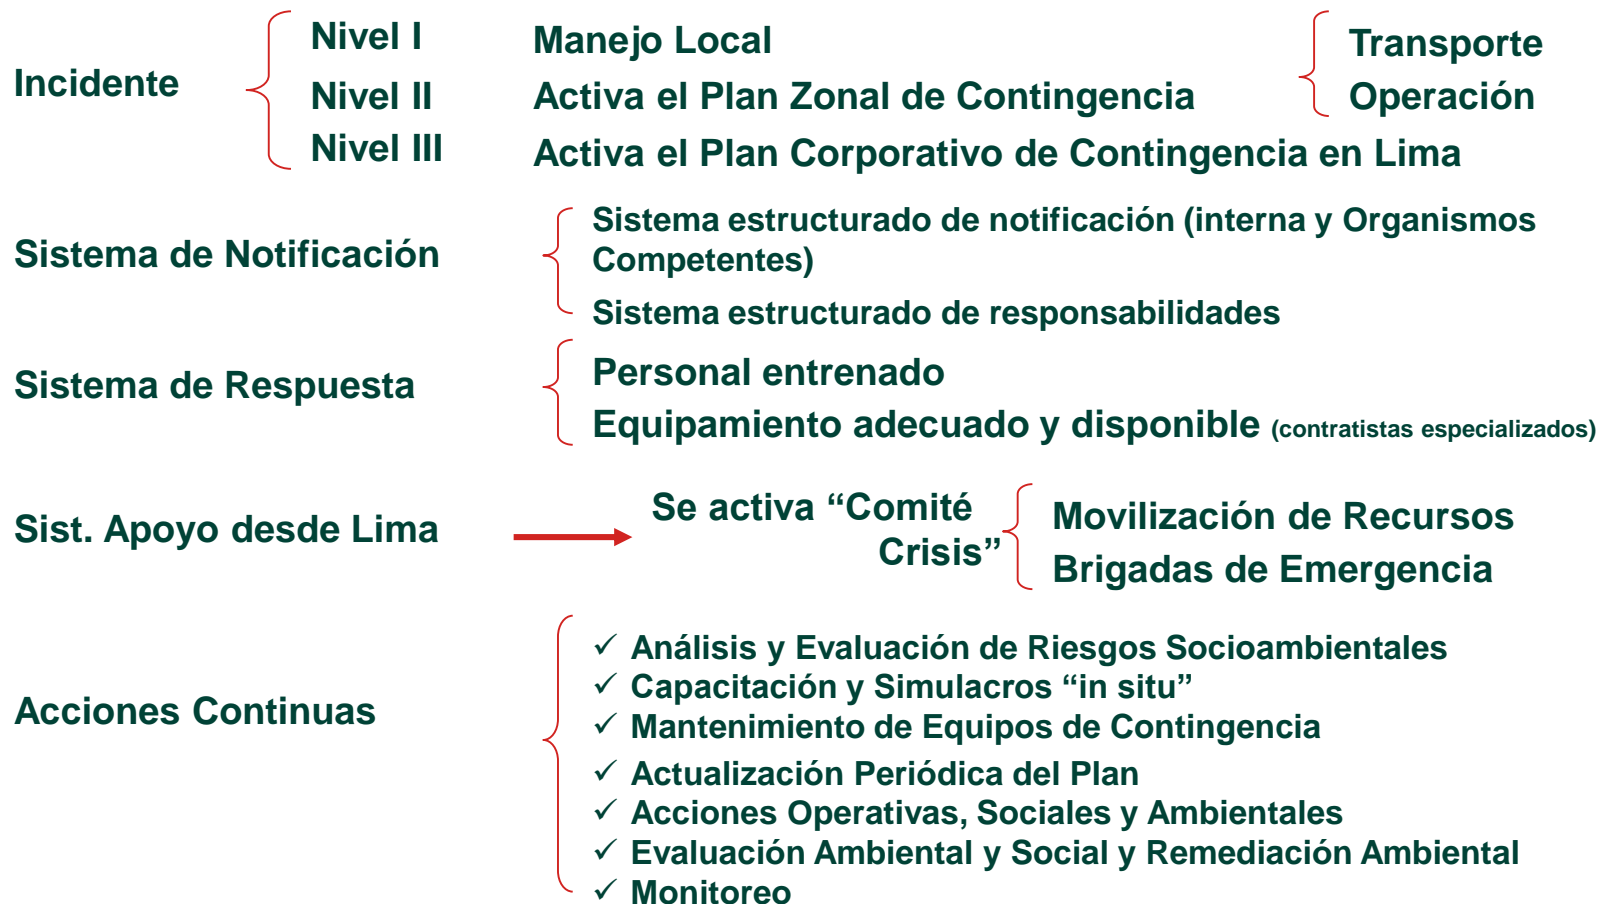 Incidente
Nivel I
Manejo Local
Nivel II
Activa el Plan Zonal de Contingencia
Transporte
Operación
Nivel III
Activa el Plan Corporativo de Contingencia en Lima
Sistema de Notificación
Sistema estructurado de notificación (interna y Organismos
Competentes)
Sistema estructurado de responsabilidades
Sistema de Respuesta
Personal entrenado
Equipamiento adecuado y disponible (contratistas especializados)
Sist. Apoyo desde Lima
Se activa “Comité
Crisis”
Movilización de Recursos
Brigadas de Emergencia
Acciones Continuas
✓ Análisis y Evaluación de Riesgos Socioambientales
✓ Capacitación y Simulacros “in situ”
✓ Mantenimiento de Equipos de Contingencia
✓ Actualización Periódica del Plan
✓ Acciones Operativas, Sociales y Ambientales
✓ Evaluación Ambiental y Social y Remediación Ambiental
✓ Monitoreo